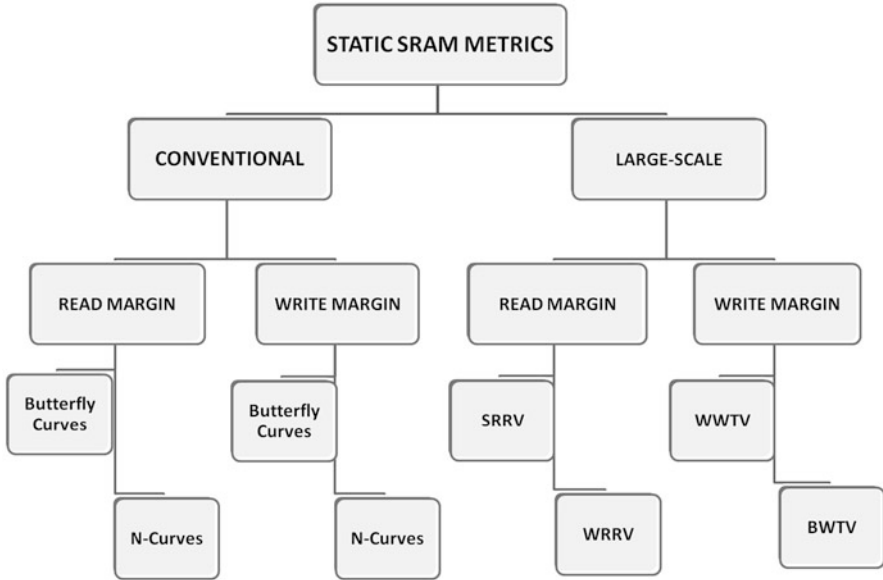 STATIC SRAM METRICS
CONVENTIONAL
LARGE-SCALE
READ MARGIN
WRITE MARGIN
READ MARGIN
WRITE MARGIN
Butterfly
Curves
Butterfly
Curves
SRRV
WWTV
N-Curves
N-Curves
WRRV
BWTV